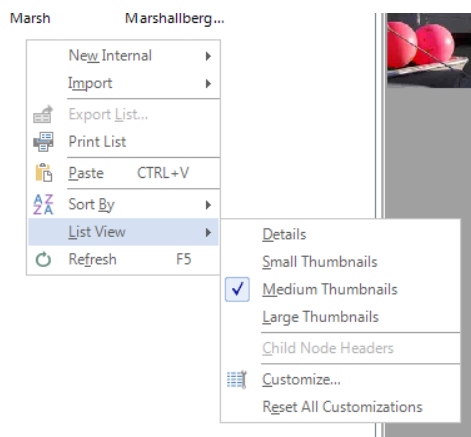 Marsh Marshallberg...
New Internal
Import
Export List...
Print List
Paste CTRL+V
Sort By
List View
Refresh F5
Details
Small Thumbnails
Medium Thumbnails
Large Thumbnails
Child Node Headers
Customize...
Reset All Customizations